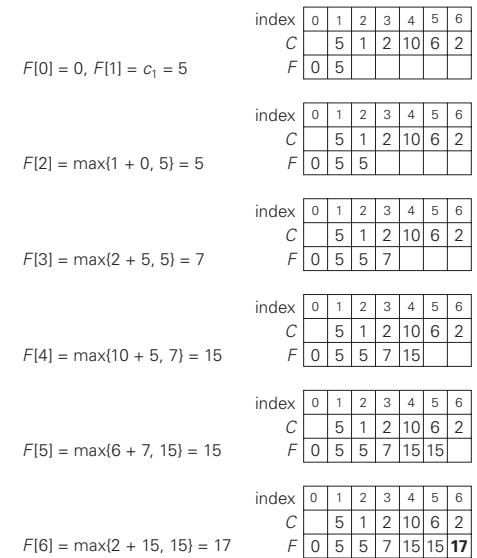 index 0 1 2 3 4 5 6
C 5 1 2 10 6 2
F[0] = 0, F[1] = c₁ = 5 F 0 5
index 0 1 2 3 4 5 6
C 5 1 2 10 6 2
F[2] = max{1 + 0, 5} = 5 F 0 5 5
index 0 1 2 3 4 5 6
C 5 1 2 10 6 2
F[3] = max{2 + 5, 5} = 7 F 0 5 5 7
index 0 1 2 3 4 5 6
C 5 1 2 10 6 2
F[4] = max{10 + 5, 7} = 15 F 0 5 5 7 15
index 0 1 2 3 4 5 6
C 5 1 2 10 6 2
F[5] = max{6 + 7, 15} = 15 F 0 5 5 7 15 15
index 0 1 2 3 4 5 6
C 5 1 2 10 6 2
F[6] = max{2 + 15, 15} = 17 F 0 5 5 7 15 15 17